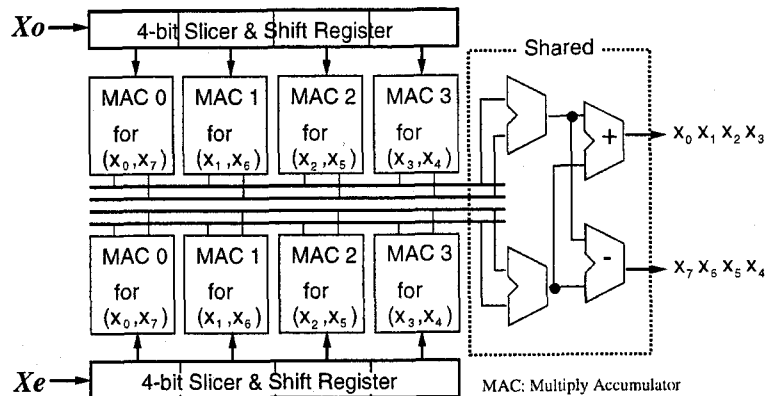 Xo
4-bit Slicer & Shift Register
Shared
MAC 0 for (x₀,x₇)
MAC 1 for (x₁,x₆)
MAC 2 for (x₂,x₅)
MAC 3 for (x₃,x₄)
+
x₀ x₁ x₂ x₃
MAC 0 for (x₀,x₇)
MAC 1 for (x₁,x₆)
MAC 2 for (x₂,x₅)
MAC 3 for (x₃,x₄)
-
x₇ x₆ x₅ x₄
Xe
4-bit Slicer & Shift Register
MAC: Multiply Accumulator